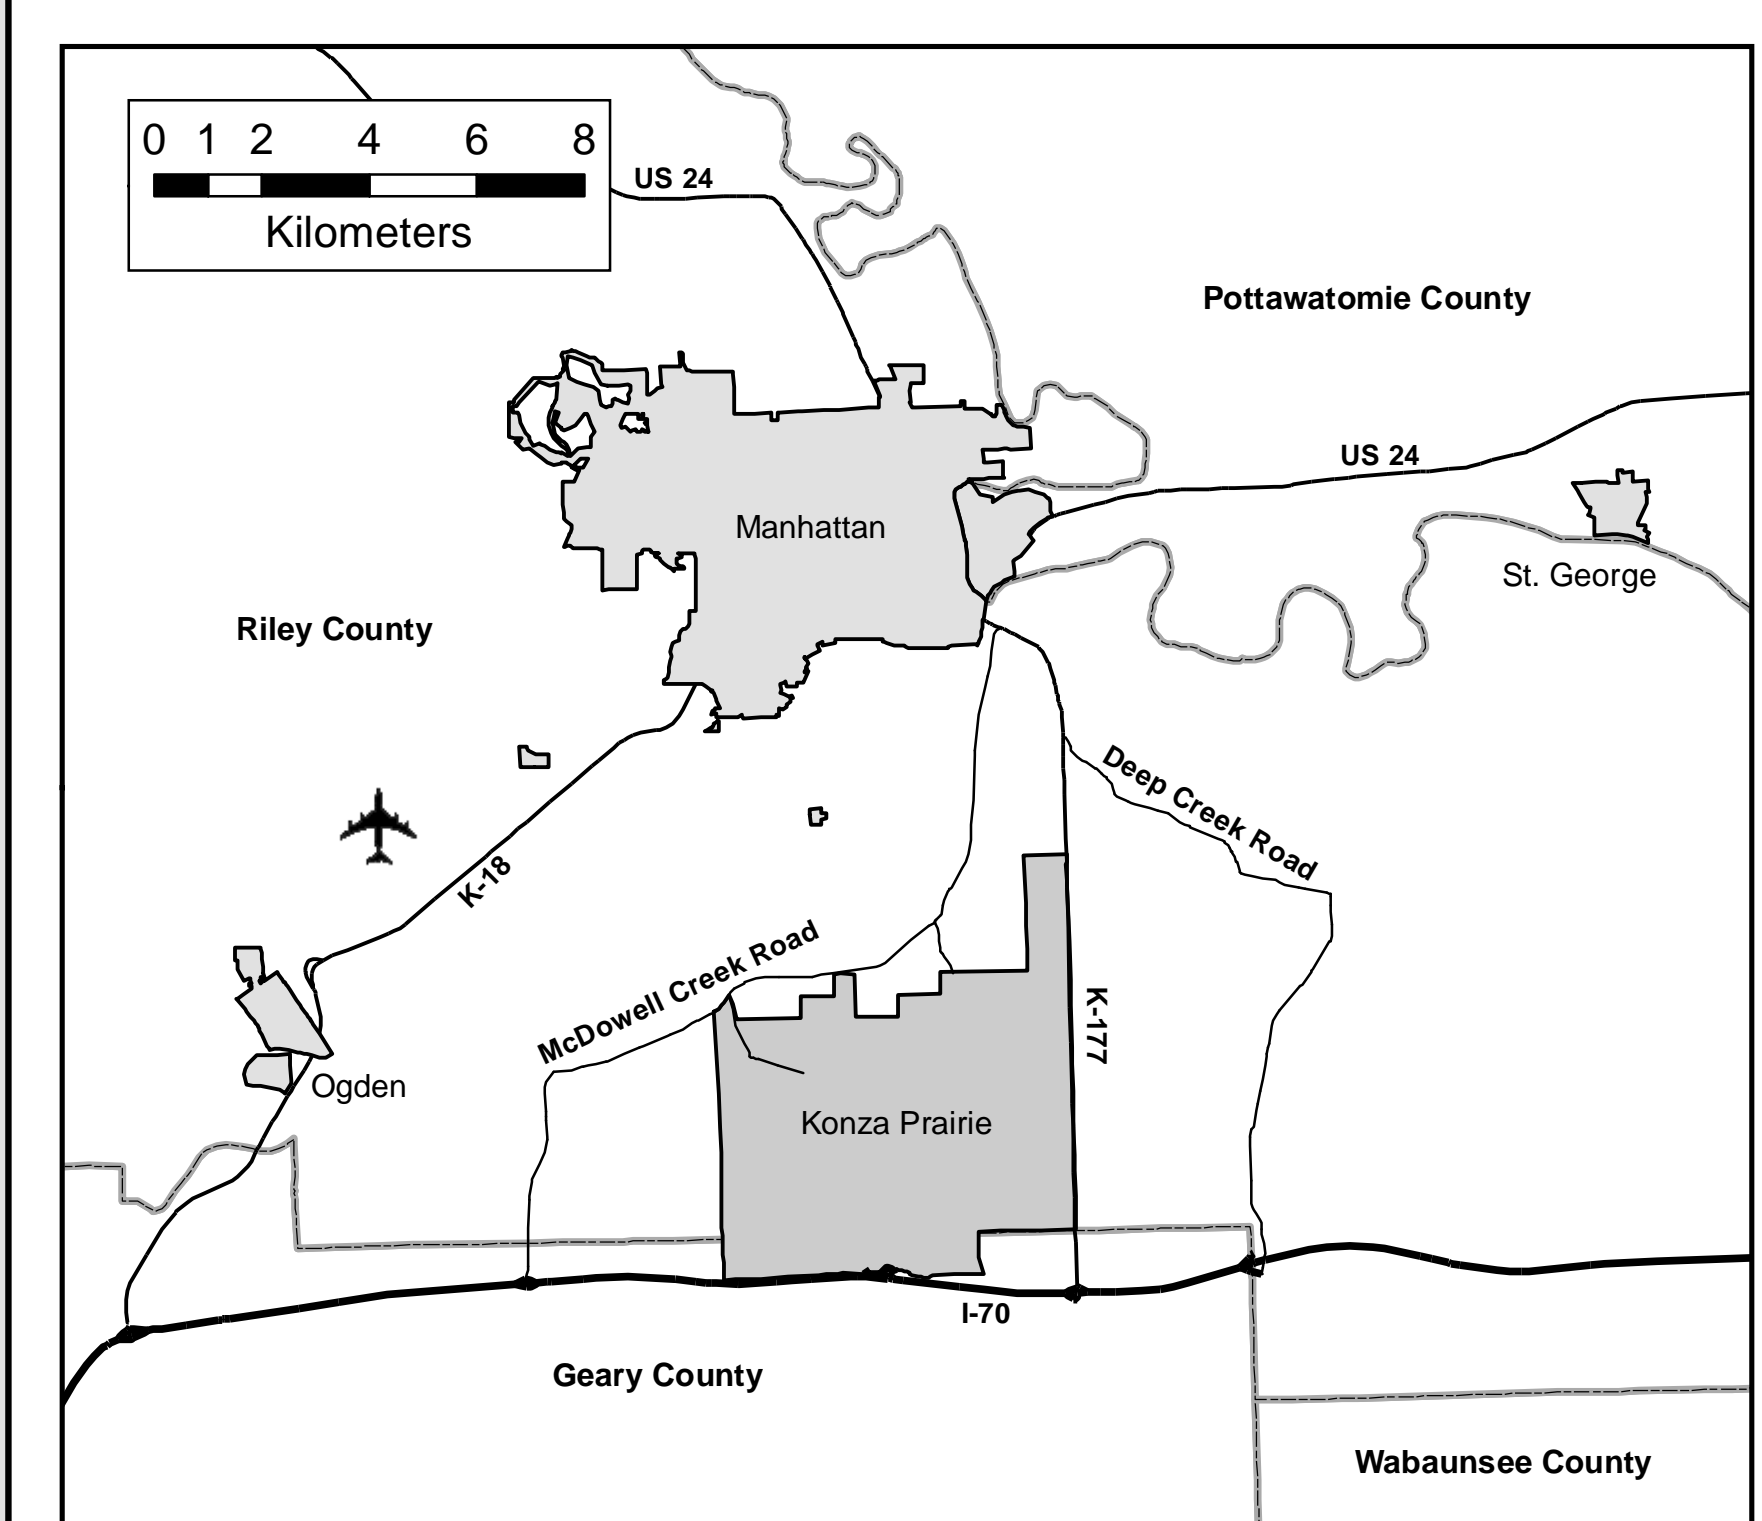 0 1 2 4 6 8
Kilometers
US 24
Pottawatomie County
US 24
Manhattan
St. George
Riley County
Deep Creek Road
K-18
McDowell Creek Road
K-177
Ogden
Konza Prairie
I-70
Geary County
Wabaunsee County